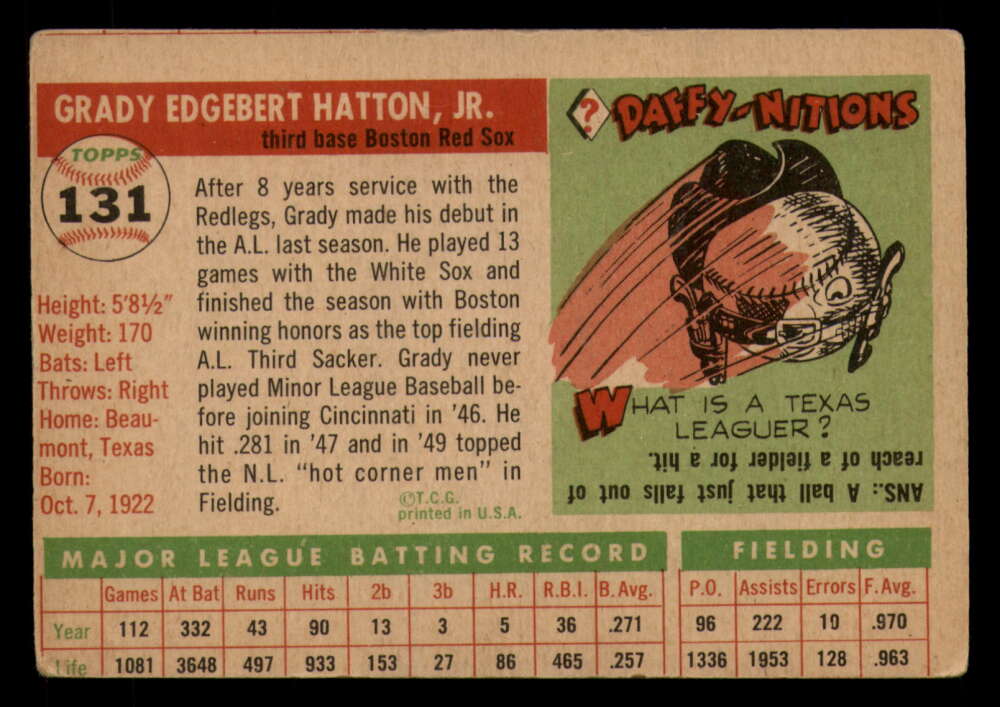 GRADY EDGEBERT HATTON, JR.
third base Boston Red Sox
TOPPS
131
Height: 5'8½"
Weight: 170
Bats: Left
Throws: Right
Home: Beau-
mont, Texas
Born:
Oct. 7, 1922
After 8 years service with the
Redlegs, Grady made his debut in
the A.L. last season. He played 13
games with the White Sox and
finished the season with Boston
winning honors as the top fielding
A.L. Third Sacker. Grady never
played Minor League Baseball be-
fore joining Cincinnati in '46. He
hit .281 in '47 and in '49 topped
the N.L. "hot corner men" in
Fielding.
©T.C.G.
printed in U.S.A.
? DAFFY-NITIONS
WHAT IS A TEXAS
LEAGUER?
ANS.: A ball that just falls out of
reach of a fielder for a hit.
MAJOR LEAGUE BATTING RECORD
Games At Bat Runs Hits 2b 3b H.R. R.B.I. B. Avg.
Year 112 332 43 90 13 3 5 36 .271
Life 1081 3648 497 933 153 27 86 465 .257
FIELDING
P.O. Assists Errors F. Avg.
96 222 10 .970
1336 1953 128 .963